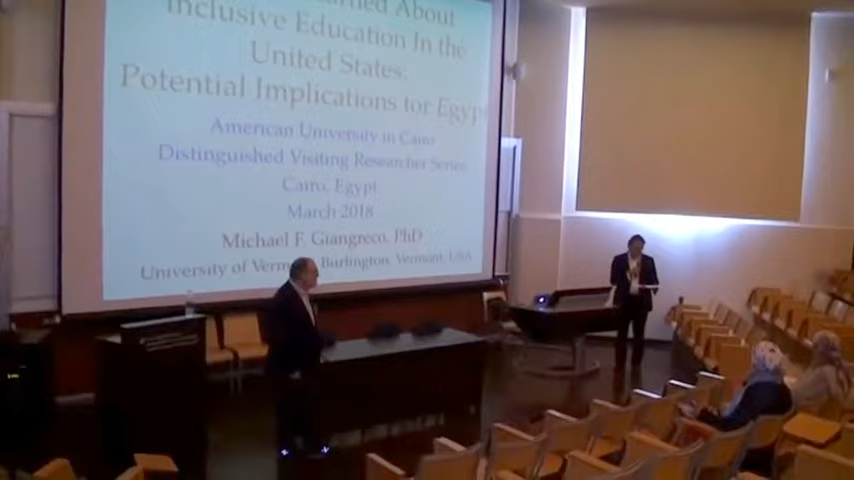 About
Inclusive Education In the
United States:
Potential Implications for Egypt
American University in Cairo
Distinguished Visiting Researcher Series
Cairo, Egypt
March 2018
Michael F. Giangreco, PhD
University of Vermont, Burlington, Vermont, USA